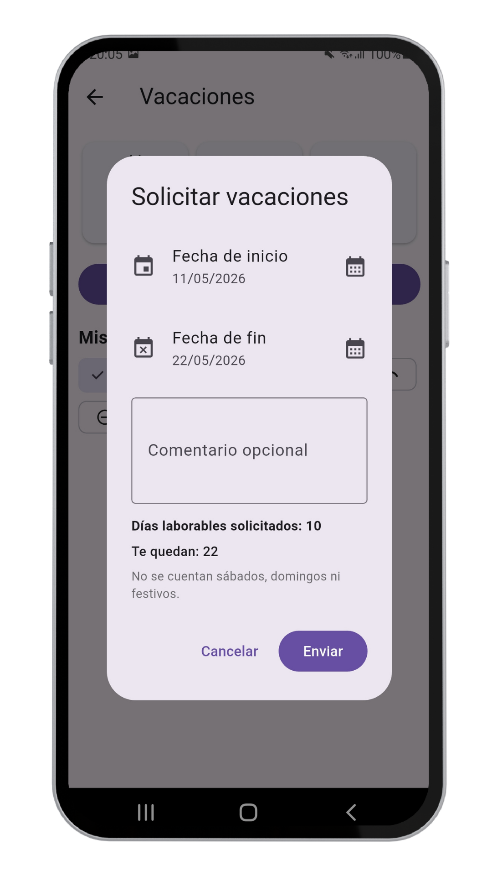 20:05
100%
Vacaciones
Solicitar vacaciones
Fecha de inicio
11/05/2026
Fecha de fin
22/05/2026
Mis
Comentario opcional
Días laborables solicitados: 10
Te quedan: 22
No se cuentan sábados, domingos ni
festivos.
Cancelar
Enviar